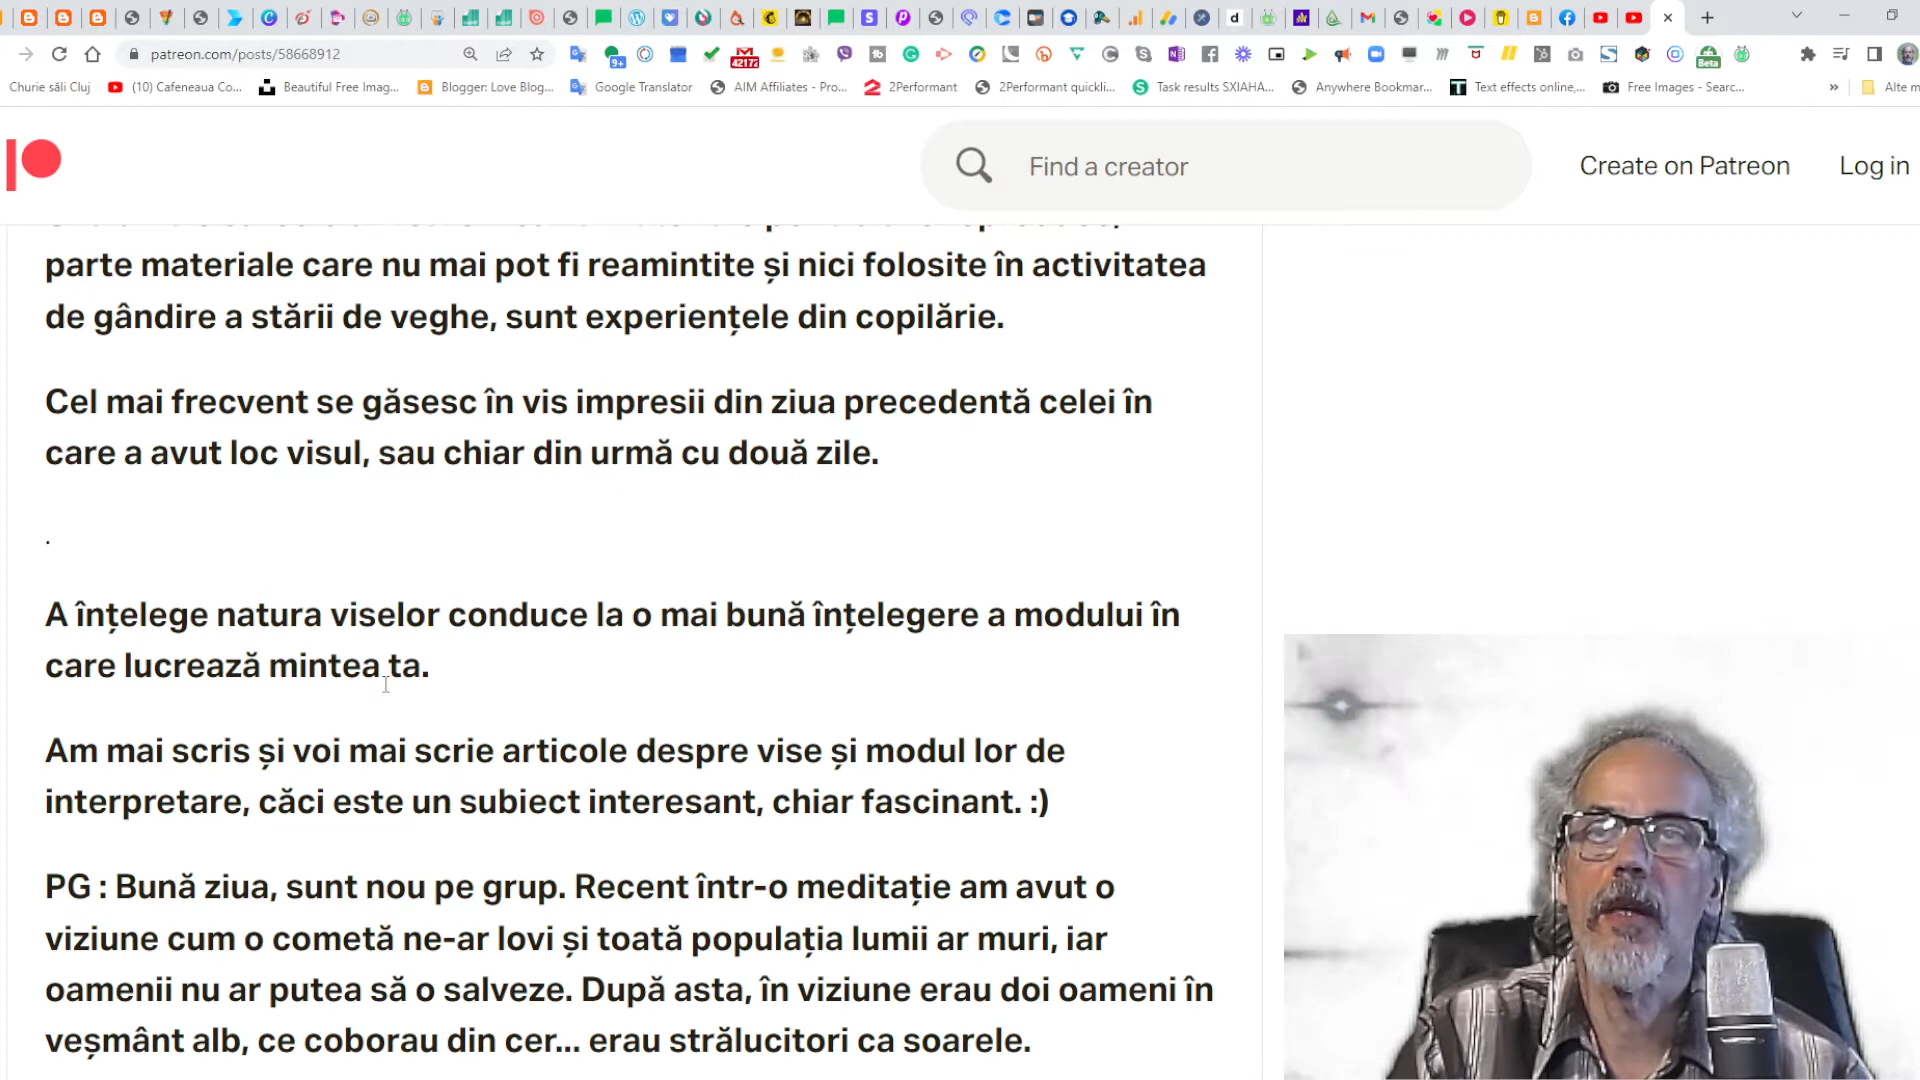 patreon.com/posts/58668912
9+
42172
Beta
Churie săli Cluj
(10) Cafeneaua Co...
Beautiful Free Imag...
Blogger: Love Blog...
Google Translator
AIM Affiliates - Pro...
2Performant
2Performant quickli...
Task results SXIAHA...
Anywhere Bookmar...
Text effects online,...
Free Images - Searc...
»
Alte m
Find a creator
Create on Patreon
Log in
parte materiale care nu mai pot fi reamintite și nici folosite în activitatea
de gândire a stării de veghe, sunt experiențele din copilărie.
Cel mai frecvent se găsesc în vis impresii din ziua precedentă celei în
care a avut loc visul, sau chiar din urmă cu două zile.
.
A înțelege natura viselor conduce la o mai bună înțelegere a modului în
care lucrează mintea ta.
Am mai scris și voi mai scrie articole despre vise și modul lor de
interpretare, căci este un subiect interesant, chiar fascinant. :)
PG : Bună ziua, sunt nou pe grup. Recent într-o meditație am avut o
viziune cum o cometă ne-ar lovi și toată populația lumii ar muri, iar
oamenii nu ar putea să o salveze. După asta, în viziune erau doi oameni în
veșmânt alb, ce coborau din cer... erau strălucitori ca soarele.